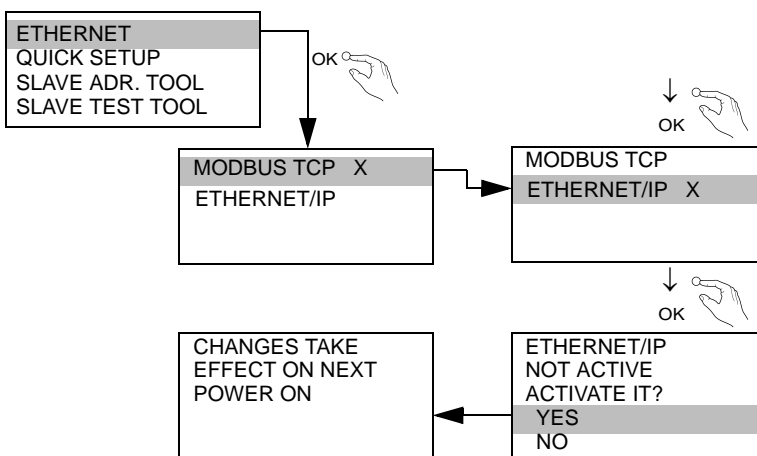 ETHERNET
QUICK SETUP
SLAVE ADR. TOOL
SLAVE TEST TOOL
OK
MODBUS TCP X
ETHERNET/IP
↓
OK
MODBUS TCP
ETHERNET/IP X
↓
OK
ETHERNET/IP
NOT ACTIVE
ACTIVATE IT?
YES
NO
CHANGES TAKE
EFFECT ON NEXT
POWER ON